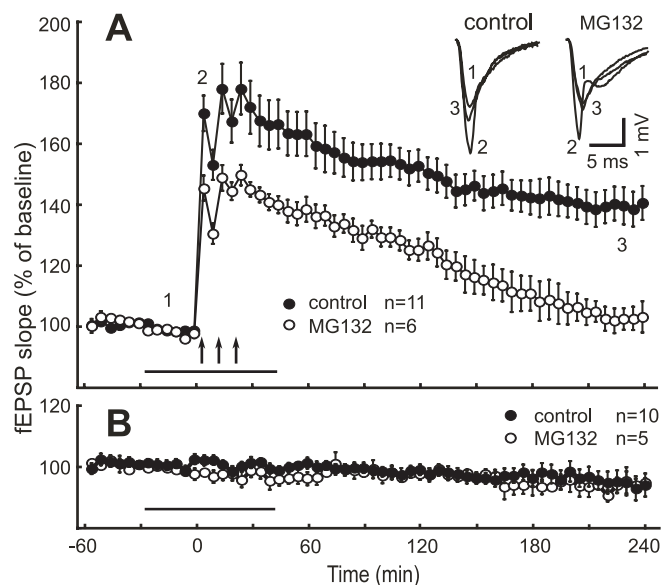 A
control MG132
200
180
160
140
120
100
fEPSP slope (% of baseline)
1
2
3
1
3
2
1
3
2
5 ms
1 mV
control n=11
MG132 n=6
B
120
100
control n=10
MG132 n=5
-60 0 60 120 180 240
Time (min)